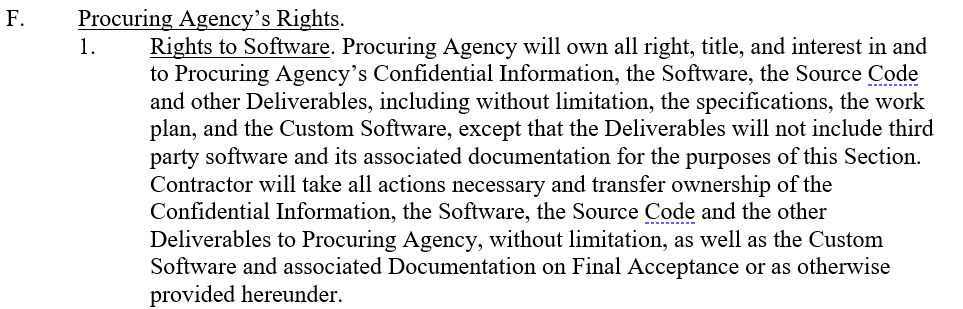 F. Procuring Agency’s Rights.
1. Rights to Software. Procuring Agency will own all right, title, and interest in and
to Procuring Agency’s Confidential Information, the Software, the Source Code
and other Deliverables, including without limitation, the specifications, the work
plan, and the Custom Software, except that the Deliverables will not include third
party software and its associated documentation for the purposes of this Section.
Contractor will take all actions necessary and transfer ownership of the
Confidential Information, the Software, the Source Code and the other
Deliverables to Procuring Agency, without limitation, as well as the Custom
Software and associated Documentation on Final Acceptance or as otherwise
provided hereunder.